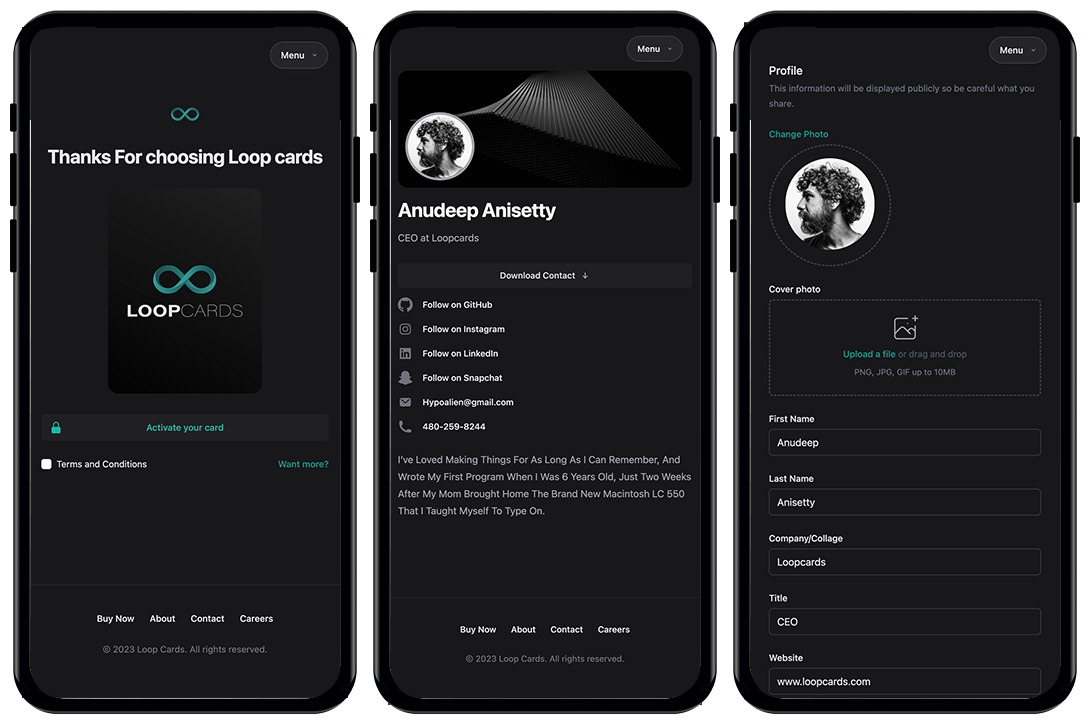 Menu
Thanks For choosing Loop cards
LOOPCARDS
Activate your card
Terms and Conditions
Want more?
Buy Now
About
Contact
Careers
© 2023 Loop Cards. All rights reserved.
Menu
Anudeep Anisetty
CEO at Loopcards
Download Contact ↓
Follow on GitHub
Follow on Instagram
Follow on LinkedIn
Follow on Snapchat
Hypoalien@gmail.com
480-259-8244
I've Loved Making Things For As Long As I Can Remember, And
Wrote My First Program When I Was 6 Years Old, Just Two Weeks
After My Mom Brought Home The Brand New Macintosh LC 550
That I Taught Myself To Type On.
Buy Now
About
Contact
Careers
© 2023 Loop Cards. All rights reserved.
Menu
Profile
This information will be displayed publicly so be careful what you
share.
Change Photo
Cover photo
Upload a file or drag and drop
PNG, JPG, GIF up to 10MB
First Name
Anudeep
Last Name
Anisetty
Company/Collage
Loopcards
Title
CEO
Website
www.loopcards.com